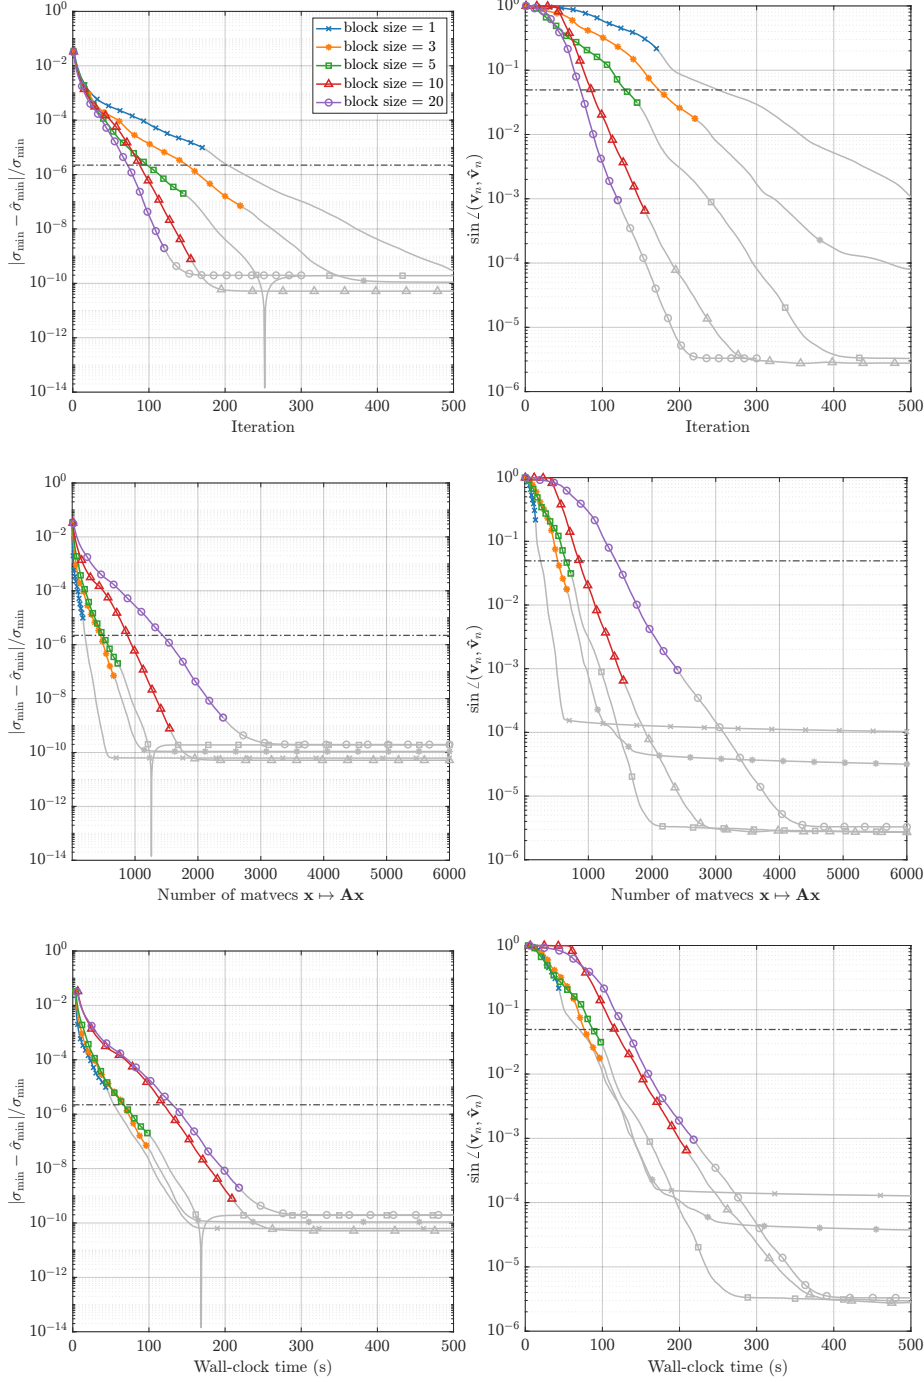 10^0
10^-2
10^-4
10^-6
10^-8
10^-10
10^-12
10^-14
|σ_min − σ̂_min|/σ_min
block size = 1
block size = 3
block size = 5
block size = 10
block size = 20
0 100 200 300 400 500
Iteration
10^0
10^-1
10^-2
10^-3
10^-4
10^-5
10^-6
sin ∠(v_n, v̂_n)
0 100 200 300 400 500
Iteration
10^0
10^-2
10^-4
10^-6
10^-8
10^-10
10^-12
10^-14
|σ_min − σ̂_min|/σ_min
1000 2000 3000 4000 5000 6000
Number of matvecs x ↦ Ax
10^0
10^-1
10^-2
10^-3
10^-4
10^-5
10^-6
sin ∠(v_n, v̂_n)
1000 2000 3000 4000 5000 6000
Number of matvecs x ↦ Ax
10^0
10^-2
10^-4
10^-6
10^-8
10^-10
10^-12
10^-14
|σ_min − σ̂_min|/σ_min
0 100 200 300 400 500
Wall-clock time (s)
10^0
10^-1
10^-2
10^-3
10^-4
10^-5
10^-6
sin ∠(v_n, v̂_n)
0 100 200 300 400 500
Wall-clock time (s)